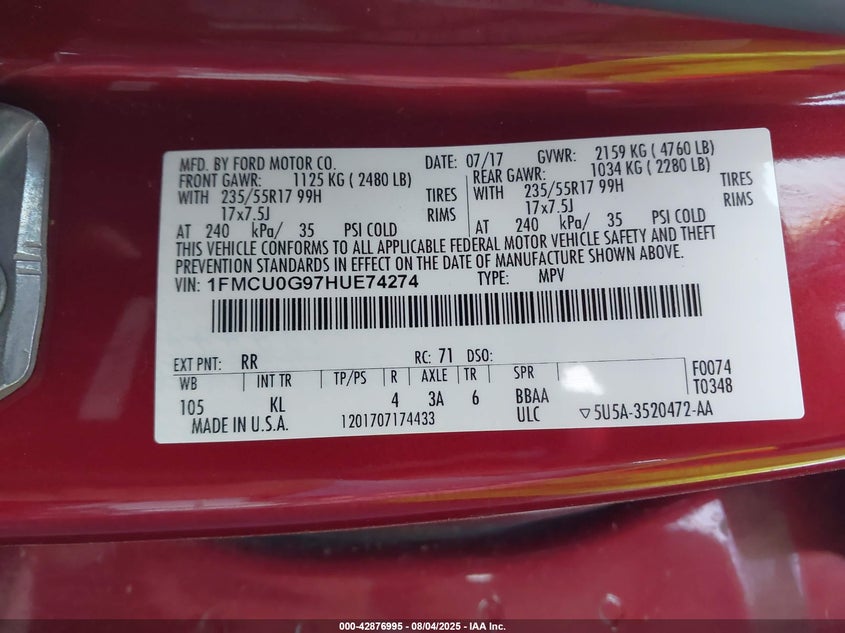 MFD. BY FORD MOTOR CO. DATE: 07/17 GVWR: 2159 KG ( 4760 LB)
FRONT GAWR: 1125 KG ( 2480 LB) REAR GAWR: 1034 KG ( 2280 LB)
WITH 235/55R17 99H TIRES WITH 235/55R17 99H TIRES
17x7.5J RIMS 17x7.5J RIMS
AT 240 kPa/ 35 PSI COLD AT 240 kPa/ 35 PSI COLD
THIS VEHICLE CONFORMS TO ALL APPLICABLE FEDERAL MOTOR VEHICLE SAFETY AND THEFT
PREVENTION STANDARDS IN EFFECT ON THE DATE OF MANUFACTURE SHOWN ABOVE.
VIN: 1FMCU0G97HUE74274 TYPE: MPV
EXT PNT: RR RC: 71 DSO: F0074
WB INT TR TP/PS R AXLE TR SPR T0348
105 KL 4 3A 6 BBAA
MADE IN U.S.A. 1201707174433 ULC ▽5U5A-3520472-AA
000-42876995 - 08/04/2025 - IAA Inc.